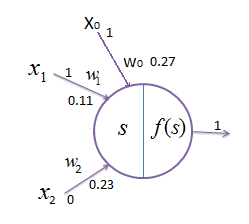 X₀ 1
w₀ 0.27
x₁ 1 w₁
0.11
s f(s) 1
w₂
0.23
x₂ 0